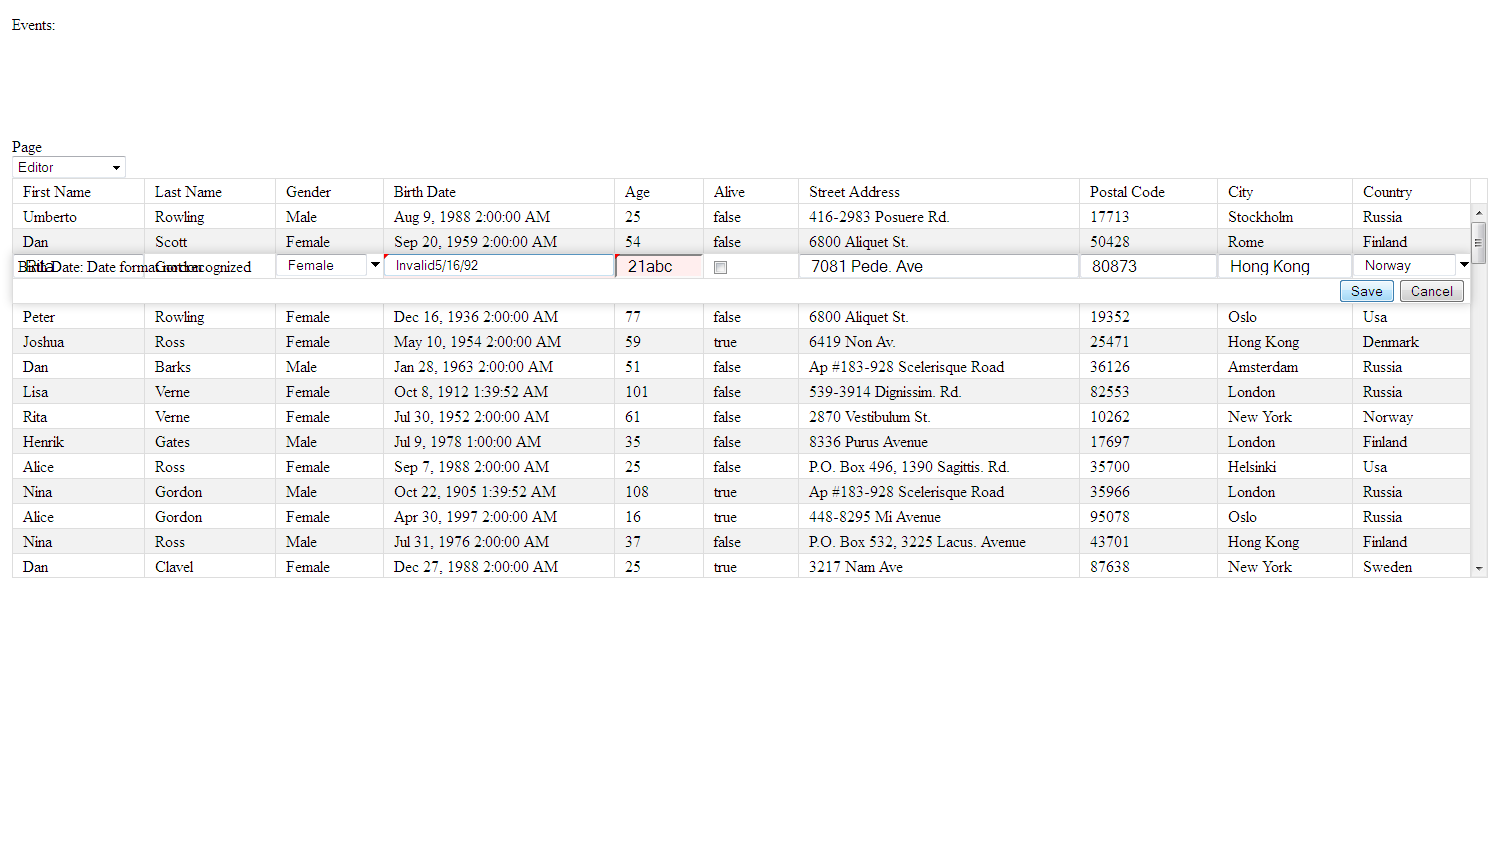 Events:
Page
Editor
First Name Last Name Gender Birth Date Age Alive Street Address Postal Code City Country
Umberto Rowling Male Aug 9, 1988 2:00:00 AM 25 false 416-2983 Posuere Rd. 17713 Stockholm Russia
Dan Scott Female Sep 20, 1959 2:00:00 AM 54 false 6800 Aliquet St. 50428 Rome Finland
Birth Date: Date format not recognized Female Invalid5/16/92 21abc 7081 Pede. Ave 80873 Hong Kong Norway
Rita Gordon
Save Cancel
Peter Rowling Female Dec 16, 1936 2:00:00 AM 77 false 6800 Aliquet St. 19352 Oslo Usa
Joshua Ross Female May 10, 1954 2:00:00 AM 59 true 6419 Non Av. 25471 Hong Kong Denmark
Dan Barks Male Jan 28, 1963 2:00:00 AM 51 false Ap #183-928 Scelerisque Road 36126 Amsterdam Russia
Lisa Verne Female Oct 8, 1912 1:39:52 AM 101 false 539-3914 Dignissim. Rd. 82553 London Russia
Rita Verne Female Jul 30, 1952 2:00:00 AM 61 false 2870 Vestibulum St. 10262 New York Norway
Henrik Gates Male Jul 9, 1978 1:00:00 AM 35 false 8336 Purus Avenue 17697 London Finland
Alice Ross Female Sep 7, 1988 2:00:00 AM 25 false P.O. Box 496, 1390 Sagittis. Rd. 35700 Helsinki Usa
Nina Gordon Male Oct 22, 1905 1:39:52 AM 108 true Ap #183-928 Scelerisque Road 35966 London Russia
Alice Gordon Female Apr 30, 1997 2:00:00 AM 16 true 448-8295 Mi Avenue 95078 Oslo Russia
Nina Ross Male Jul 31, 1976 2:00:00 AM 37 false P.O. Box 532, 3225 Lacus. Avenue 43701 Hong Kong Finland
Dan Clavel Female Dec 27, 1988 2:00:00 AM 25 true 3217 Nam Ave 87638 New York Sweden